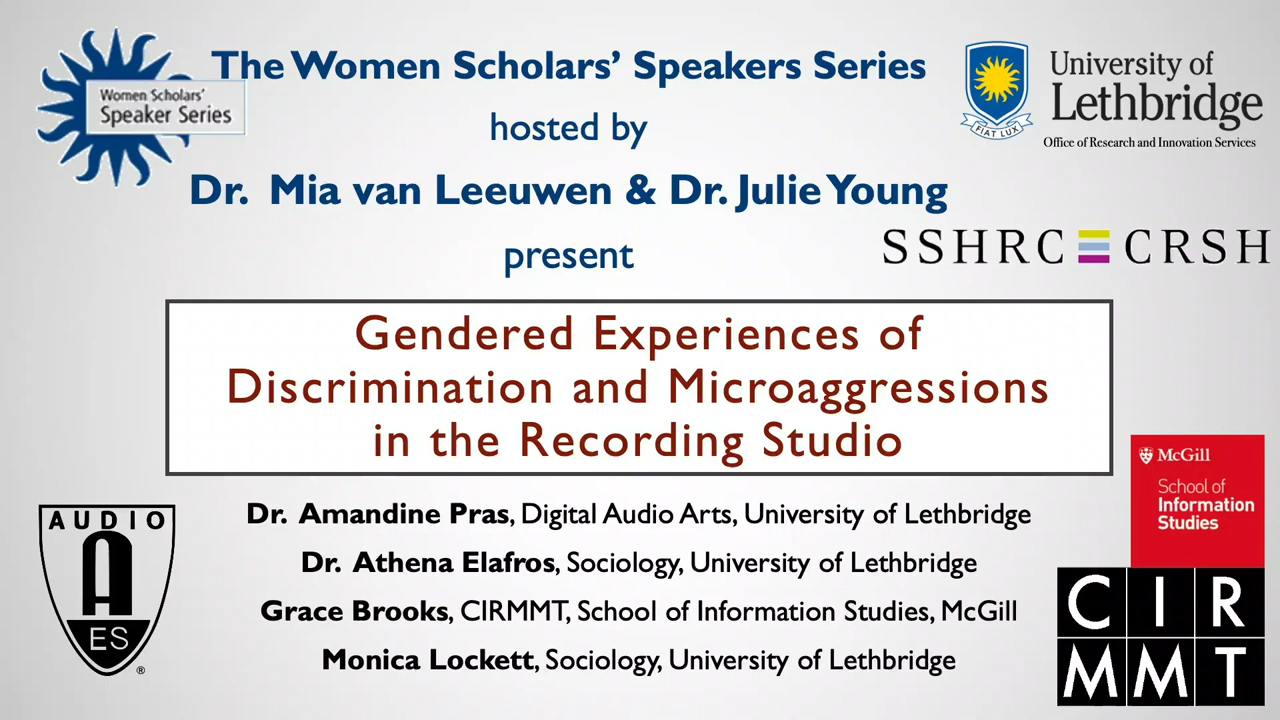 The Women Scholars' Speakers Series
Women Scholars'
Speaker Series
hosted by
Dr. Mia van Leeuwen & Dr. Julie Young
present
University of
Lethbridge
Office of Research and Innovation Services
FIAT LUX
SSHRC CRSH
Gendered Experiences of
Discrimination and Microaggressions
in the Recording Studio
Dr. Amandine Pras, Digital Audio Arts, University of Lethbridge
Dr. Athena Elafros, Sociology, University of Lethbridge
Grace Brooks, CIRMMT, School of Information Studies, McGill
Monica Lockett, Sociology, University of Lethbridge
AUDIO
A
ES
®
McGill
School of
Information
Studies
CIR
MMT